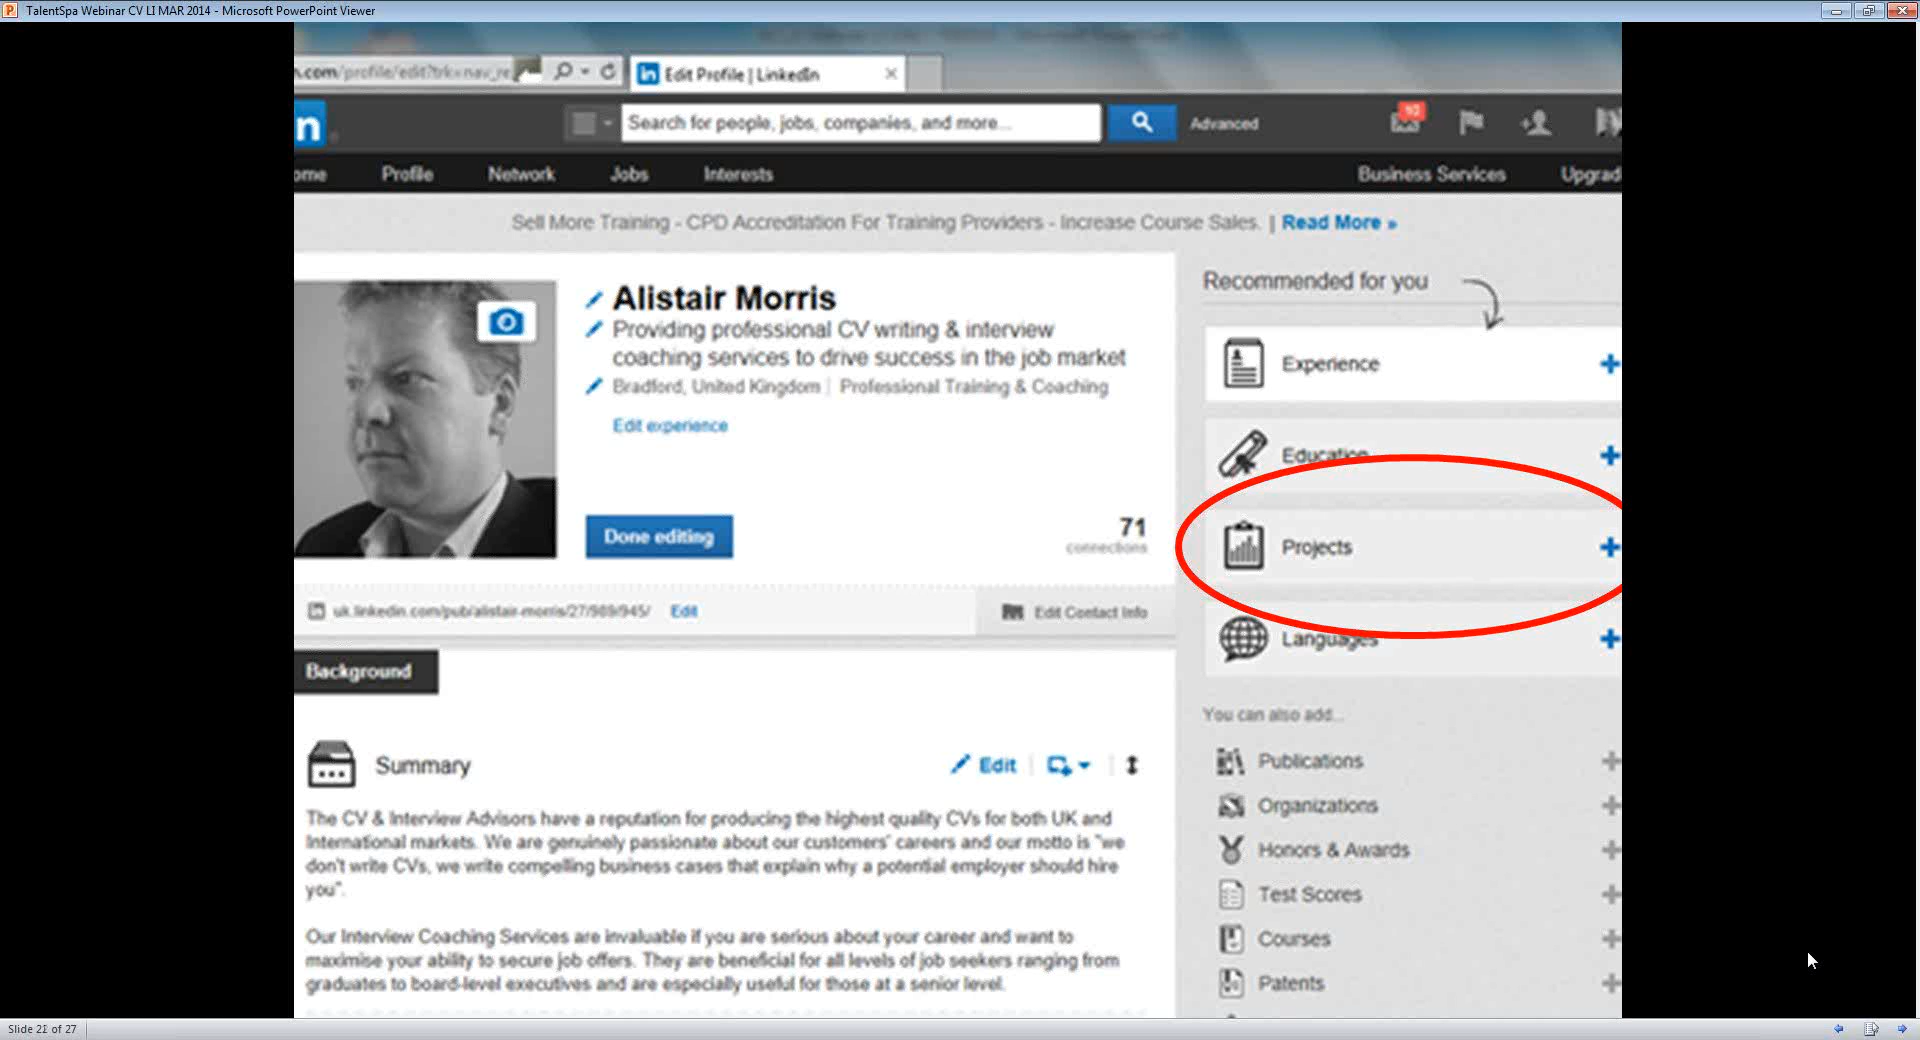 TalentSpa Webinar CV LI MAR 2014 - Microsoft PowerPoint Viewer
n.com/profile/edit?trk=nav_re
in Edit Profile | LinkedIn
in
Search for people, jobs, companies, and more...
Advanced
10
ome Profile Network Jobs Interests Business Services Upgrad
Sell More Training - CPD Accreditation For Training Providers - Increase Course Sales. | Read More »
Alistair Morris
Providing professional CV writing & interview
coaching services to drive success in the job market
Bradford, United Kingdom | Professional Training & Coaching
Edit experience
Done editing
71
connections
uk.linkedin.com/pub/alistair-morris/27/989/945/ Edit
Edit Contact Info
Background
Summary
Edit
The CV & Interview Advisors have a reputation for producing the highest quality CVs for both UK and
International markets. We are genuinely passionate about our customers' careers and our motto is "we
don't write CVs, we write compelling business cases that explain why a potential employer should hire
you".
Our Interview Coaching Services are invaluable if you are serious about your career and want to
maximise your ability to secure job offers. They are beneficial for all levels of job seekers ranging from
graduates to board-level executives and are especially useful for those at a senior level.
Recommended for you
Experience
Education
Projects
Languages
You can also add...
Publications
Organizations
Honors & Awards
Test Scores
Courses
Patents
Slide 21 of 27